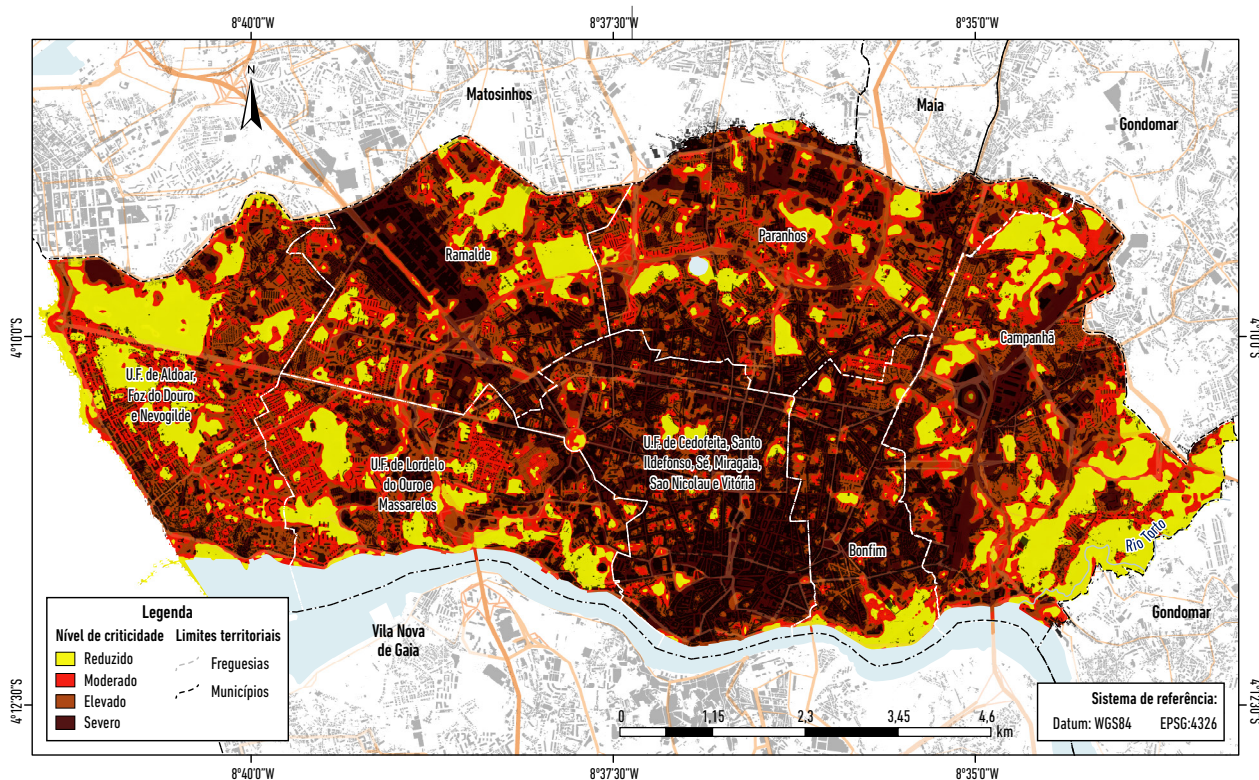 8°40'0"W
8°37'30"W
8°35'0"W
N
Matosinhos
Maia
Gondomar
Paranhos
Ramalde
4°10'0"S
4°10'0"S
Campanhã
U.F. de Aldoar,
Foz do Douro
e Nevogilde
U.F. de Cedofeita, Santo
Ildefonso, Sé, Miragaia,
Sao Nicolau e Vitória
U.F. de Lordelo
do Ouro e
Massarelos
Bonfim
Rio Torto
Gondomar
Vila Nova
de Gaia
Legenda
Nível de criticidade
Reduzido
Moderado
Elevado
Severo
Limites territoriais
Freguesias
Municípios
4°12'30"S
4°12'30"S
0
1,15
2,3
3,45
4,6
km
Sistema de referência:
Datum: WGS84 EPSG:4326
8°40'0"W
8°37'30"W
8°35'0"W